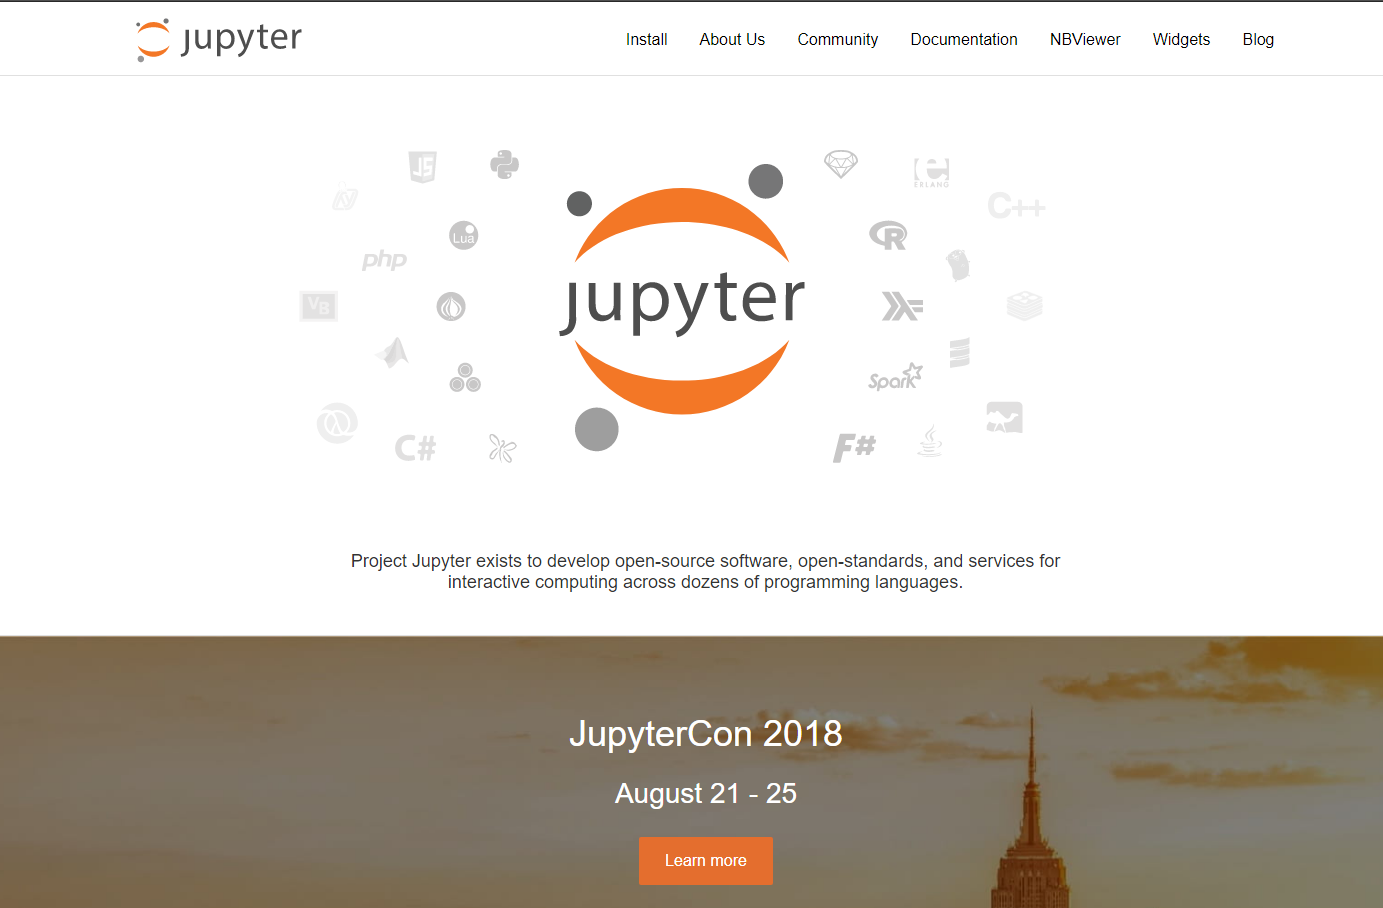 jupyter
Install About Us Community Documentation NBViewer Widgets Blog
JS
ERLANG
C++
Lua
R
php
VB
jupyter
Spark
C#
F#
Project Jupyter exists to develop open-source software, open-standards, and services for
interactive computing across dozens of programming languages.
JupyterCon 2018
August 21 - 25
Learn more